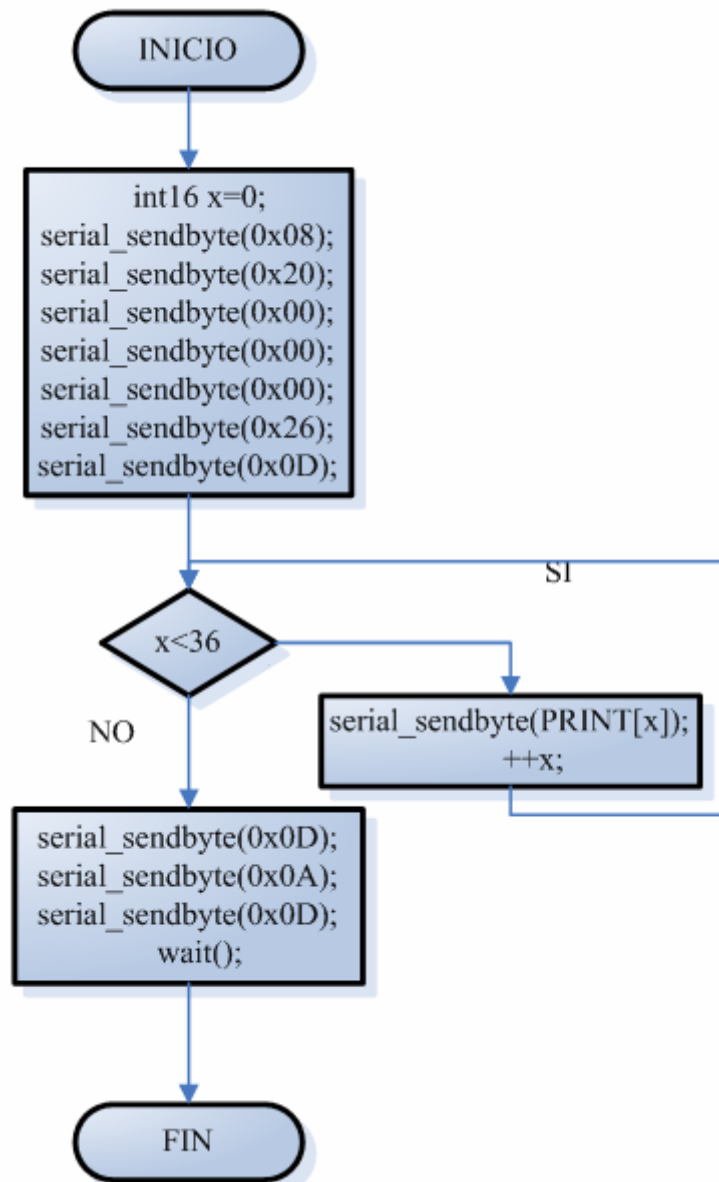 INICIO
int16 x=0;
serial_sendbyte(0x08);
serial_sendbyte(0x20);
serial_sendbyte(0x00);
serial_sendbyte(0x00);
serial_sendbyte(0x00);
serial_sendbyte(0x26);
serial_sendbyte(0x0D);
SI
x<36
serial_sendbyte(PRINT[x]);
++x;
NO
serial_sendbyte(0x0D);
serial_sendbyte(0x0A);
serial_sendbyte(0x0D);
wait();
FIN